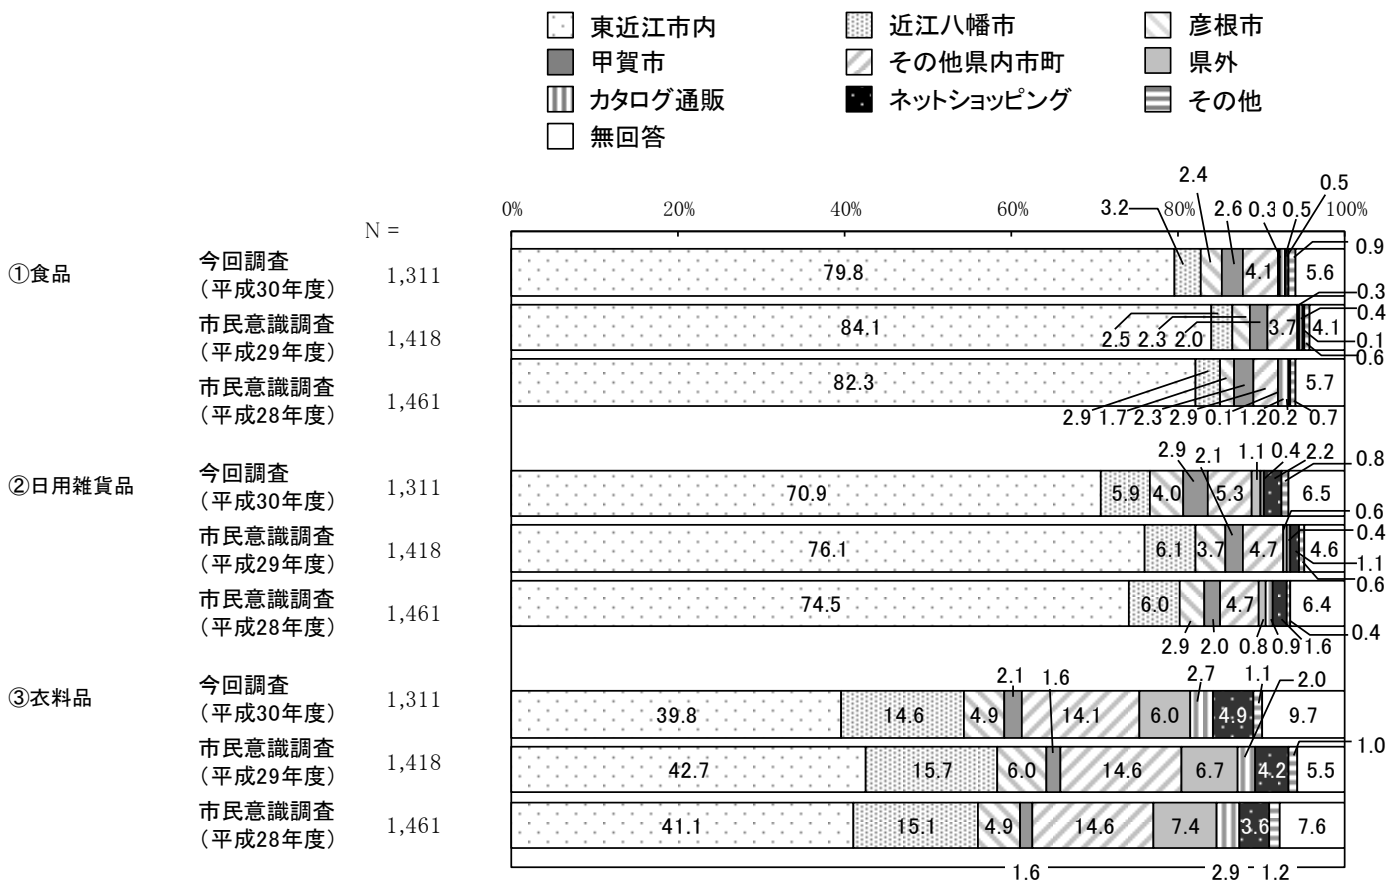 東近江市内 近江八幡市 彦根市
甲賀市 その他県内市町 県外
カタログ通販 ネットショッピング その他
無回答
2.4 0.5
3.2 2.6 0.3 0.5
0% 20% 40% 60% 80% 100%
N =
0.9
①食品
今回調査
（平成30年度）
1,311
79.8 4.1 5.6
0.3
市民意識調査
（平成29年度）
1,418
84.1 3.7 4.1
0.4
2.5 2.3 2.0 0.1
0.6
市民意識調査
（平成28年度）
1,461
82.3 5.7
2.9 1.7 2.3 2.9 0.1 1.2 0.2 0.7
2.9 2.1 1.1 0.4 2.2 0.8
②日用雑貨品
今回調査
（平成30年度）
1,311
70.9 5.9 4.0 5.3 6.5
0.6
市民意識調査
（平成29年度）
1,418
76.1 6.1 3.7 4.7 4.6
0.4
1.1
0.6
市民意識調査
（平成28年度）
1,461
74.5 6.0 4.7 6.4
0.4
2.9 2.0 0.8 0.9 1.6
2.1 1.6 2.7 1.1 2.0
③衣料品
今回調査
（平成30年度）
1,311
39.8 14.6 4.9 14.1 6.0 4.9 9.7
1.0
市民意識調査
（平成29年度）
1,418
42.7 15.7 6.0 14.6 6.7 4.2 5.5
市民意識調査
（平成28年度）
1,461
41.1 15.1 4.9 14.6 7.4 3.6 7.6
1.6 2.9 1.2